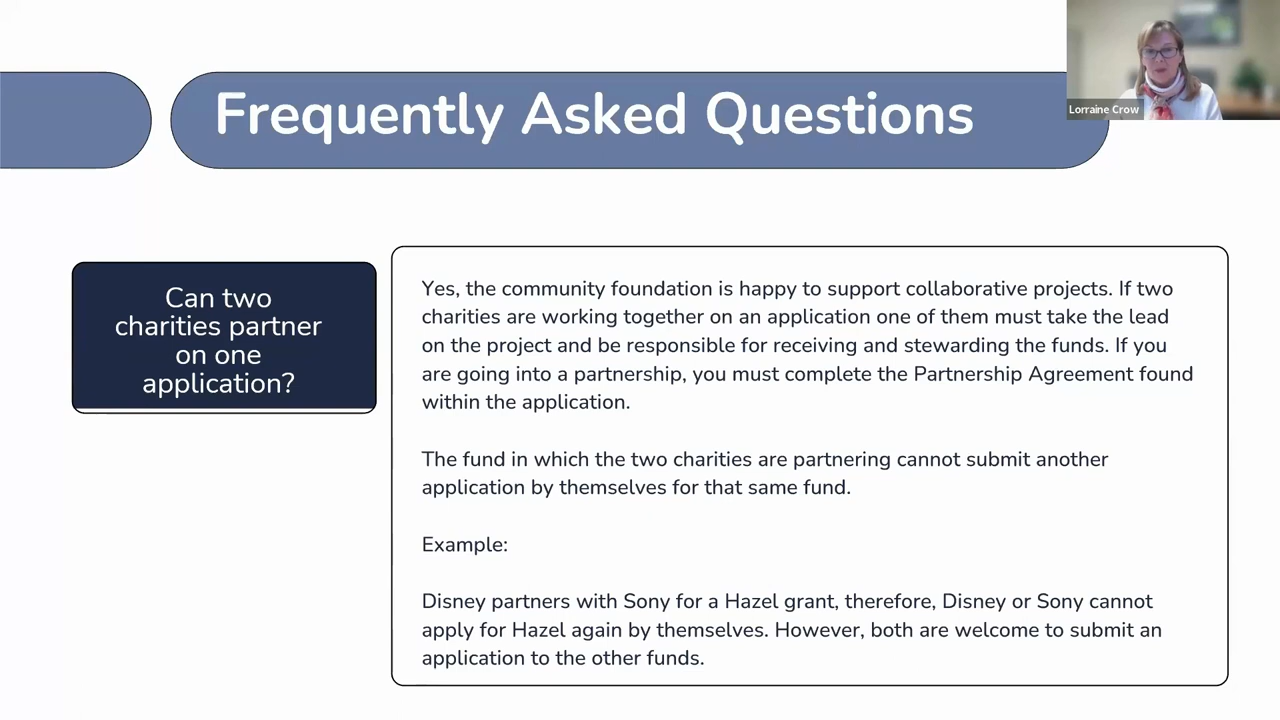 Frequently Asked Questions
Lorraine Crow
Can two
charities partner
on one
application?
Yes, the community foundation is happy to support collaborative projects. If two
charities are working together on an application one of them must take the lead
on the project and be responsible for receiving and stewarding the funds. If you
are going into a partnership, you must complete the Partnership Agreement found
within the application.
The fund in which the two charities are partnering cannot submit another
application by themselves for that same fund.
Example:
Disney partners with Sony for a Hazel grant, therefore, Disney or Sony cannot
apply for Hazel again by themselves. However, both are welcome to submit an
application to the other funds.